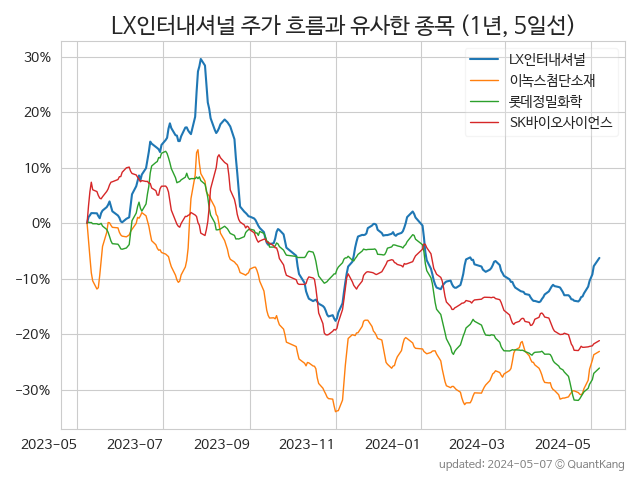 LX인터내셔널 주가 흐름과 유사한 종목 (1년, 5일선)
LX인터내셔널
이녹스첨단소재
롯데정밀화학
SK바이오사이언스
30%
20%
10%
0%
−10%
−20%
−30%
2023−05
2023−07
2023−09
2023−11
2024−01
2024−03
2024−05
updated: 2024-05-07 © QuantKang